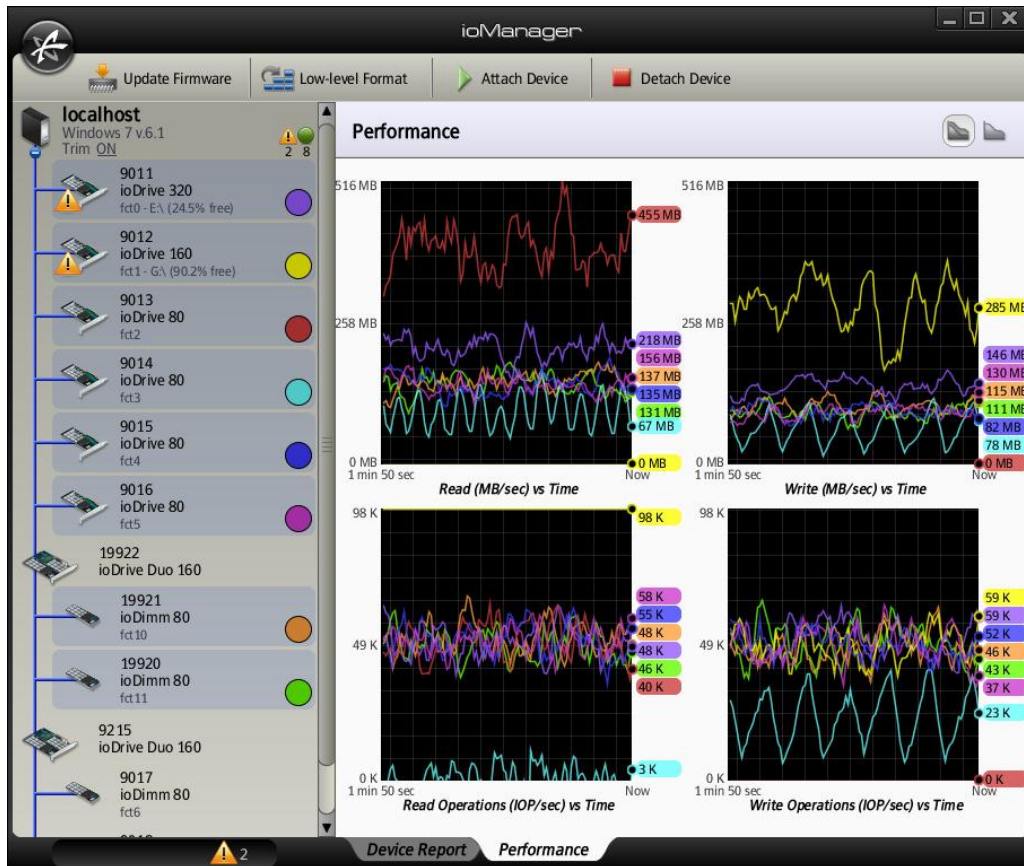 ioManager
Update Firmware
Low-level Format
Attach Device
Detach Device
localhost
Windows 7 v.6.1
Trim ON
2 8
9011
ioDrive 320
fct0 - E:\ (24.5% free)
9012
ioDrive 160
fct1 - G:\ (90.2% free)
9013
ioDrive 80
fct2
9014
ioDrive 80
fct3
9015
ioDrive 80
fct4
9016
ioDrive 80
fct5
19922
ioDrive Duo 160
19921
ioDimm 80
fct10
19920
ioDimm 80
fct11
9215
ioDrive Duo 160
9017
ioDimm 80
fct6
2
Performance
516 MB
258 MB
0 MB
455 MB
218 MB
156 MB
137 MB
135 MB
131 MB
67 MB
0 MB
1 min 50 sec
Now
Read (MB/sec) vs Time
516 MB
258 MB
0 MB
285 MB
146 MB
130 MB
115 MB
111 MB
82 MB
78 MB
0 MB
1 min 50 sec
Now
Write (MB/sec) vs Time
98 K
49 K
0 K
98 K
58 K
55 K
48 K
48 K
46 K
40 K
3 K
1 min 50 sec
Now
Read Operations (IOP/sec) vs Time
98 K
49 K
0 K
59 K
59 K
52 K
46 K
43 K
37 K
23 K
0 K
1 min 50 sec
Now
Write Operations (IOP/sec) vs Time
Device Report
Performance